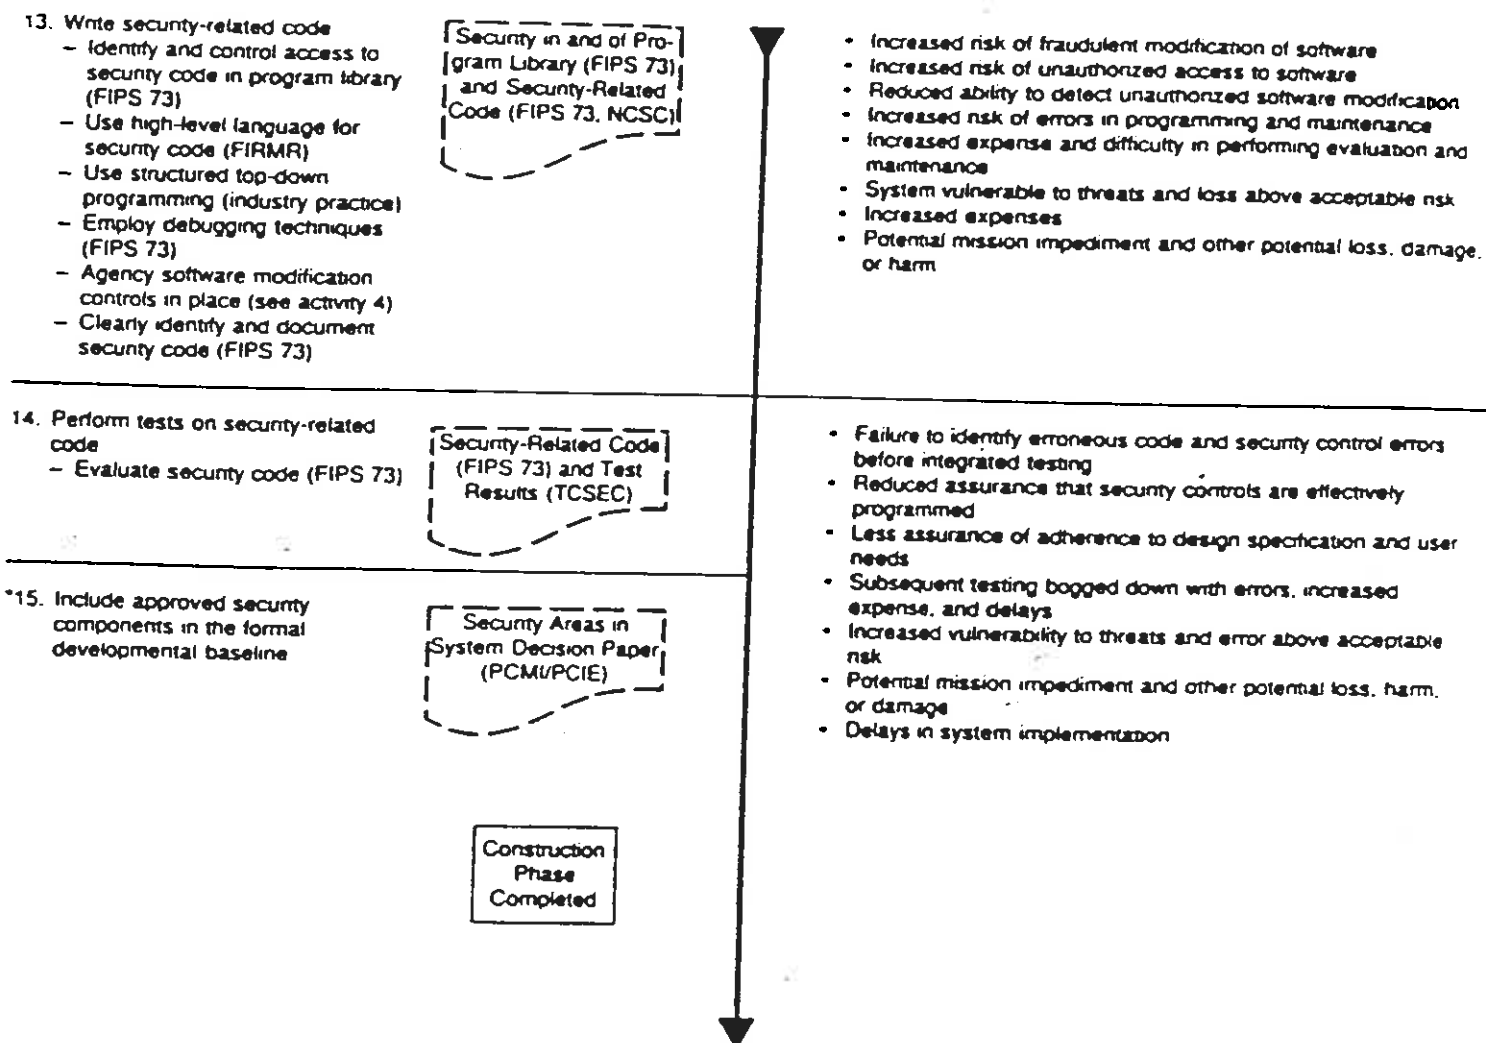 13. Write security-related code
– Identify and control access to
security code in program library
(FIPS 73)
– Use high-level language for
security code (FIRMR)
– Use structured top-down
programming (industry practice)
– Employ debugging techniques
(FIPS 73)
– Agency software modification
controls in place (see activity 4)
– Clearly identify and document
security code (FIPS 73)
Security in and of Pro-
gram Library (FIPS 73)
and Security-Related
Code (FIPS 73, NCSC)
• Increased risk of fraudulent modification of software
• Increased risk of unauthorized access to software
• Reduced ability to detect unauthorized software modification
• Increased risk of errors in programming and maintenance
• Increased expense and difficulty in performing evaluation and
maintenance
• System vulnerable to threats and loss above acceptable risk
• Increased expenses
• Potential mission impediment and other potential loss, damage,
or harm
14. Perform tests on security-related
code
– Evaluate security code (FIPS 73)
Security-Related Code
(FIPS 73) and Test
Results (TCSEC)
• Failure to identify erroneous code and security control errors
before integrated testing
• Reduced assurance that security controls are effectively
programmed
• Less assurance of adherence to design specification and user
needs
• Subsequent testing bogged down with errors, increased
expense, and delays
• Increased vulnerability to threats and error above acceptable
risk
• Potential mission impediment and other potential loss, harm,
or damage
• Delays in system implementation
*15. Include approved security
components in the formal
developmental baseline
Security Areas in
System Decision Paper
(PCMI/PCIE)
Construction
Phase
Completed